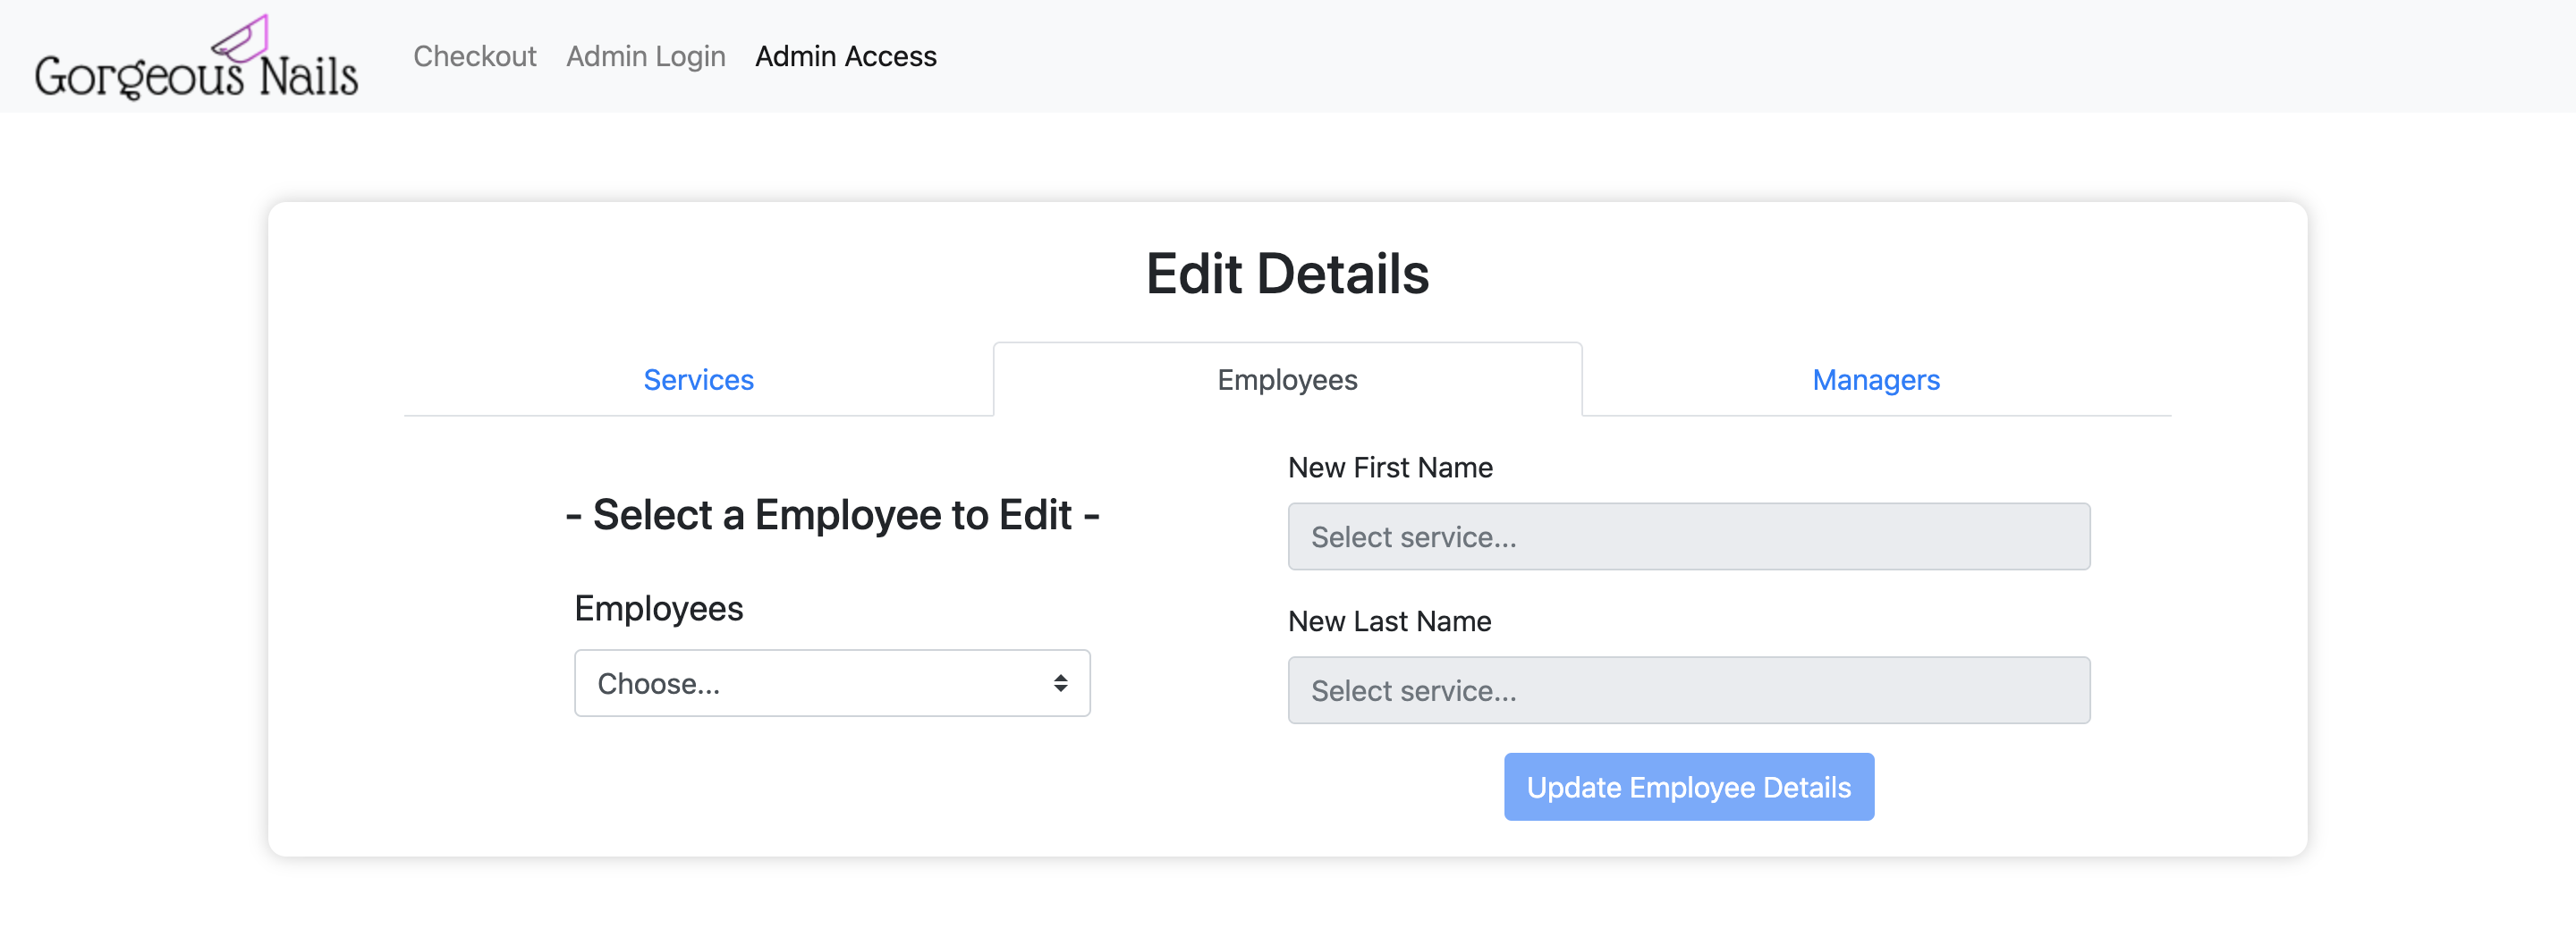 Gorgeous Nails
Checkout Admin Login Admin Access
Edit Details
Services Employees Managers
- Select a Employee to Edit -
Employees
Choose...
New First Name
Select service...
New Last Name
Select service...
Update Employee Details